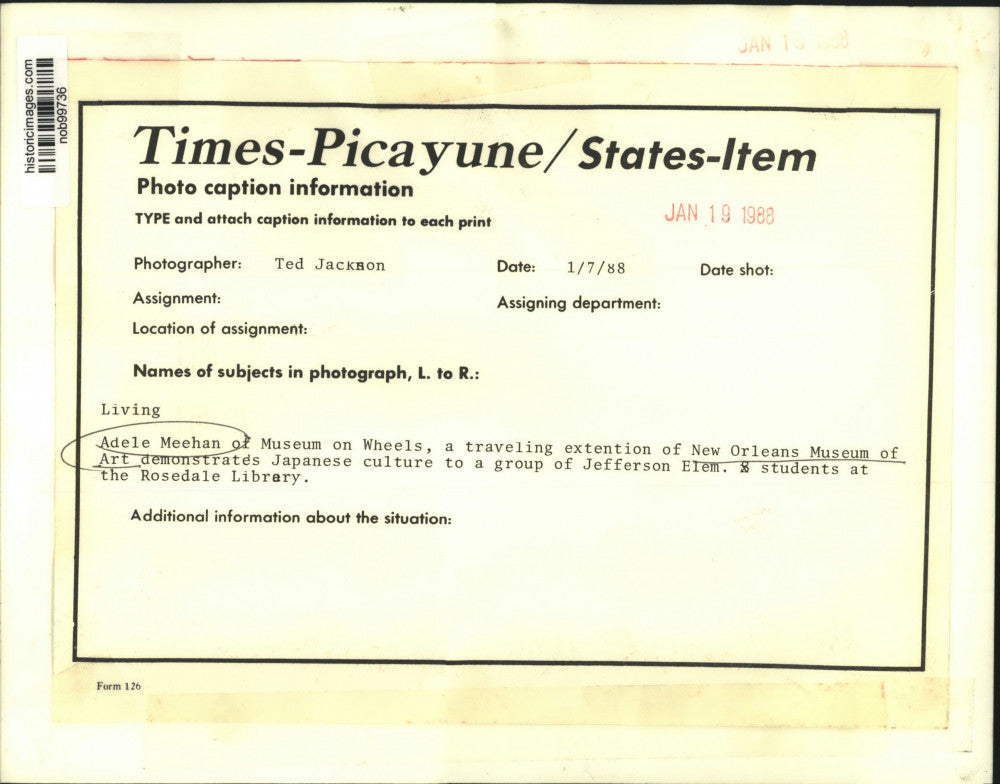 JAN 1
historicimages.com
nob99736
Times-Picayune/States-Item
Photo caption information
TYPE and attach caption information to each print
JAN 19 1988
Photographer: Ted Jackson Date: 1/7/88 Date shot:
Assignment: Assigning department:
Location of assignment:
Names of subjects in photograph, L. to R.:
Living
Adele Meehan of Museum on Wheels, a traveling extention of New Orleans Museum of
Art demonstrates Japanese culture to a group of Jefferson Elem. students at
the Rosedale Library.
Additional information about the situation:
Form 126